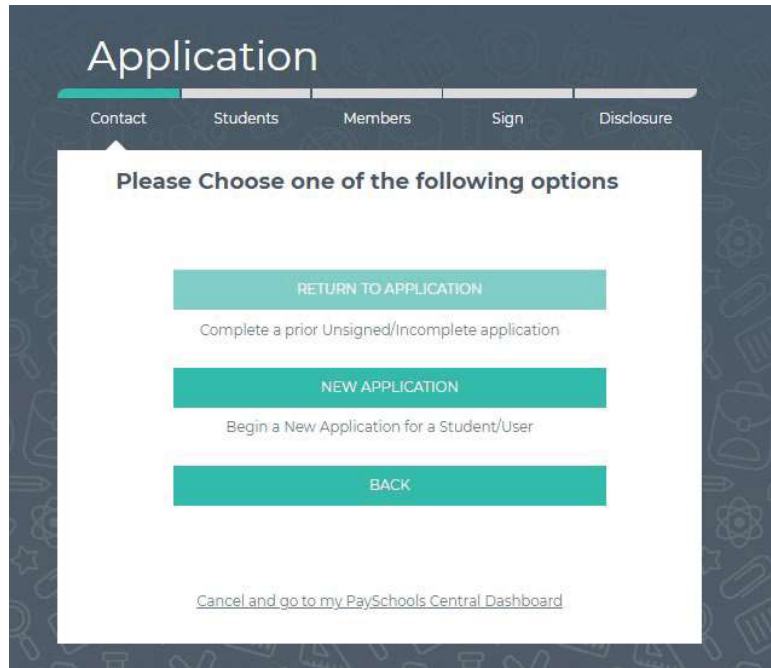 Application
Contact Students Members Sign Disclosure
Please Choose one of the following options
RETURN TO APPLICATION
Complete a prior Unsigned/Incomplete application
NEW APPLICATION
Begin a New Application for a Student/User
BACK
Cancel and go to my PaySchools Central Dashboard